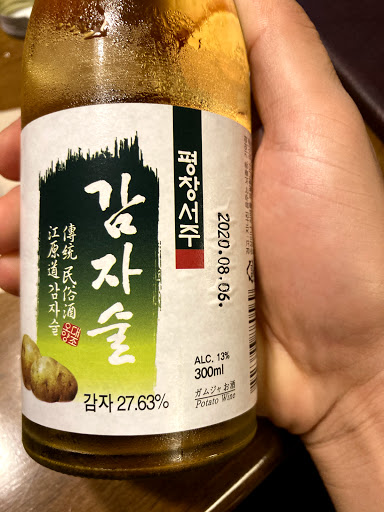 평창서주
감자술
傳統 民俗酒
江原道 감자술
감자 27.63%
2020.08.06.
ALC. 13%
300ml
ガムジャお酒
Potato Wine